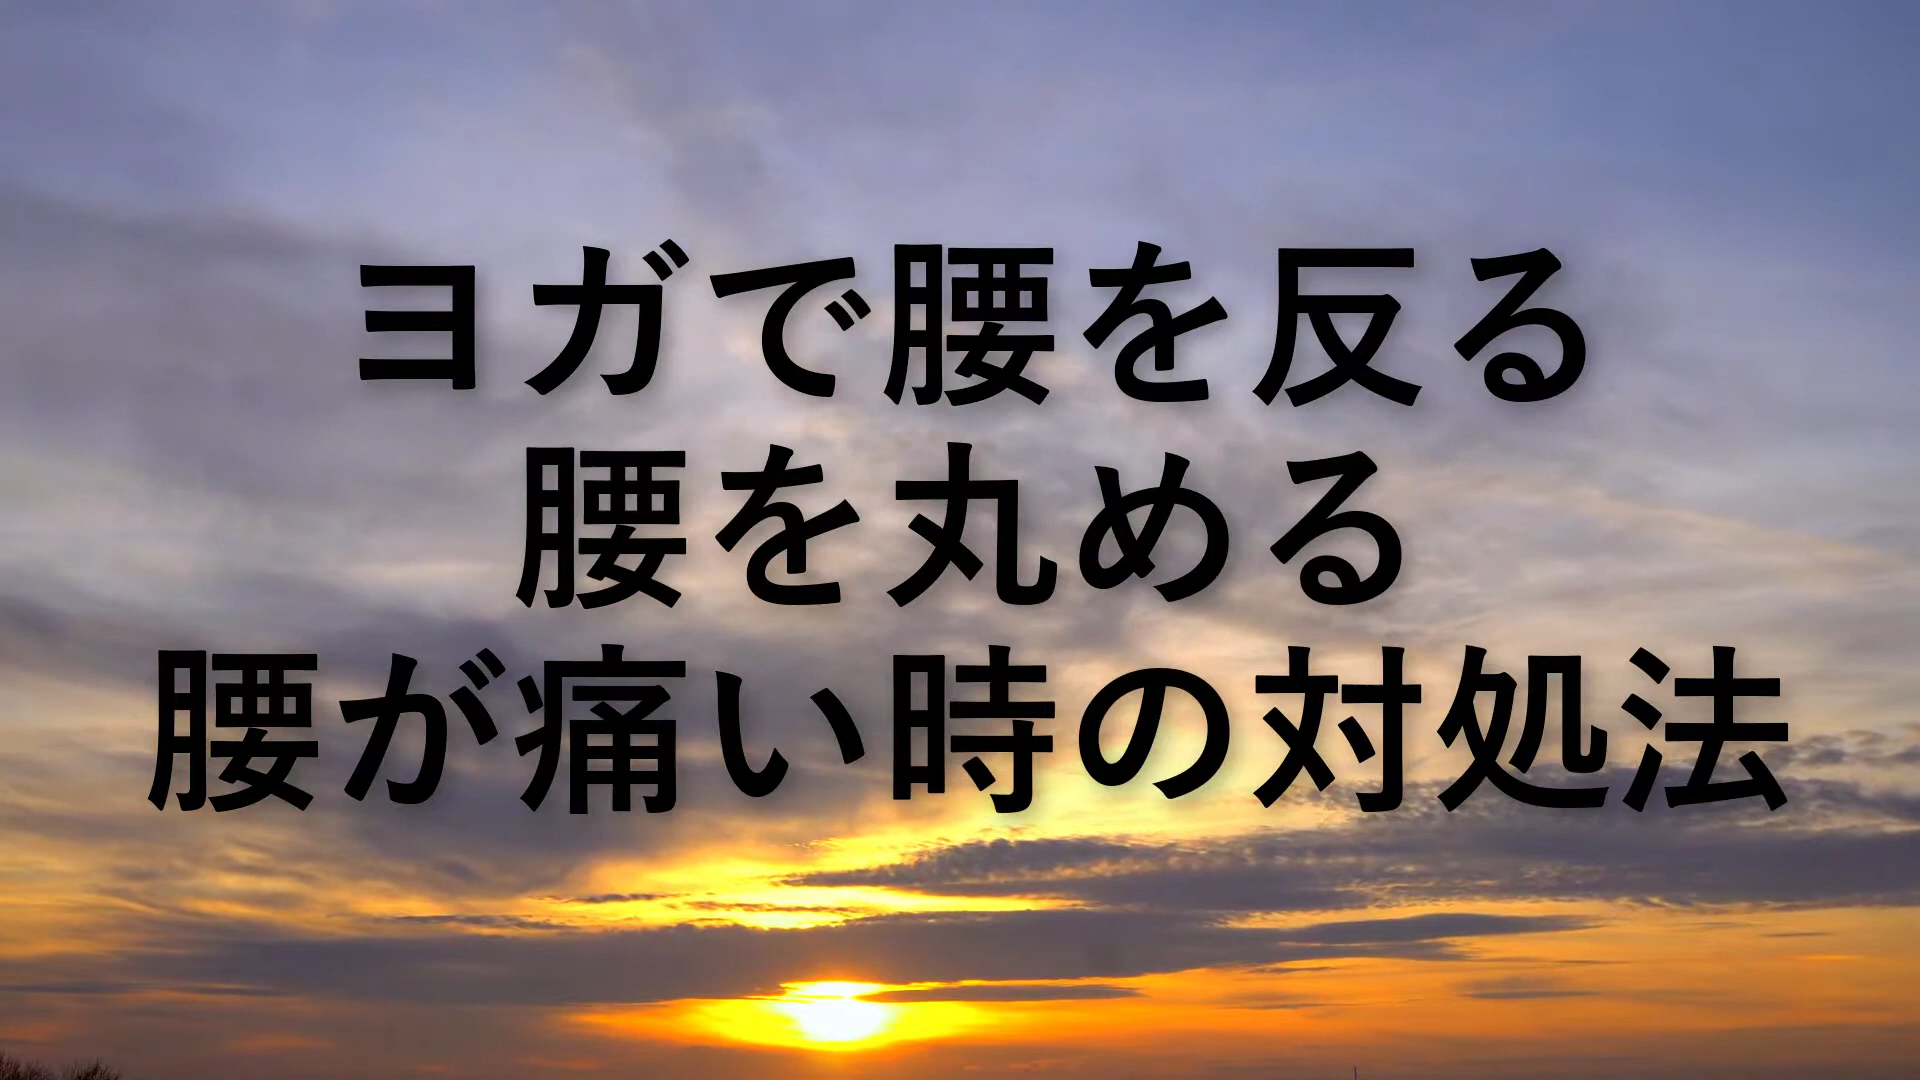 ヨガで腰を反る
腰を丸める
腰が痛い時の対処法